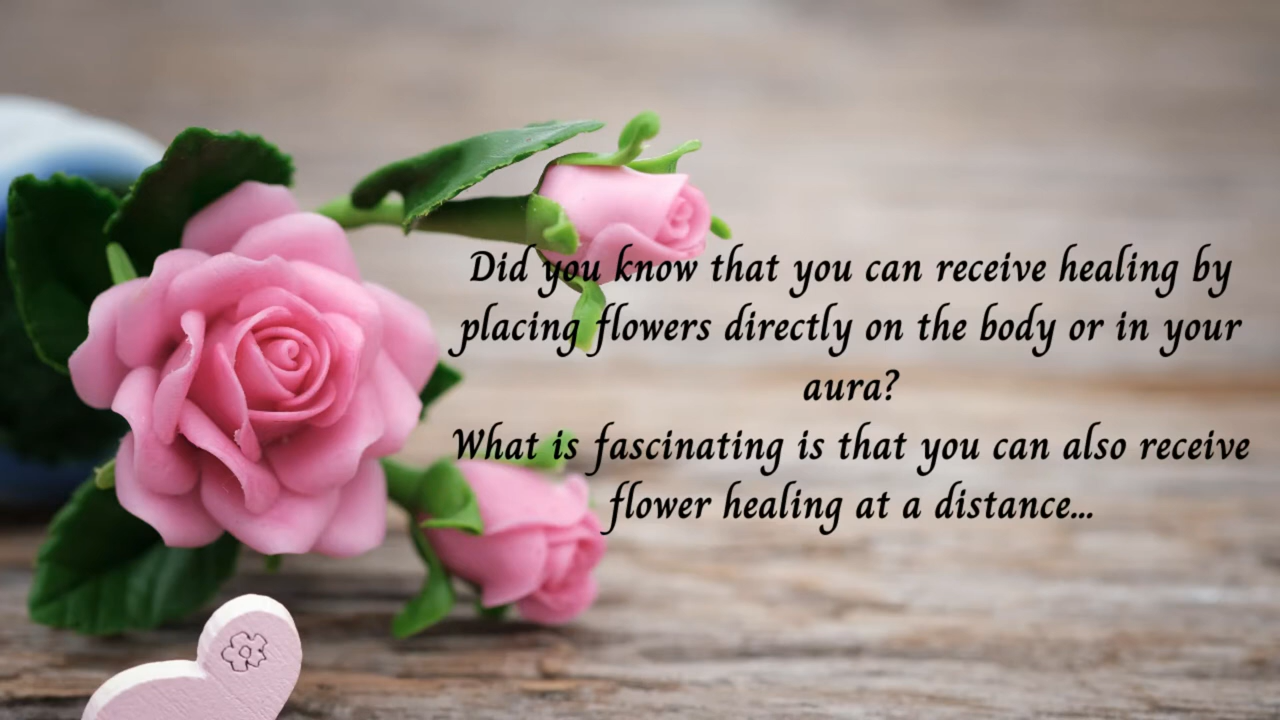 Did you know that you can receive healing by
placing flowers directly on the body or in your
aura?
What is fascinating is that you can also receive
flower healing at a distance...